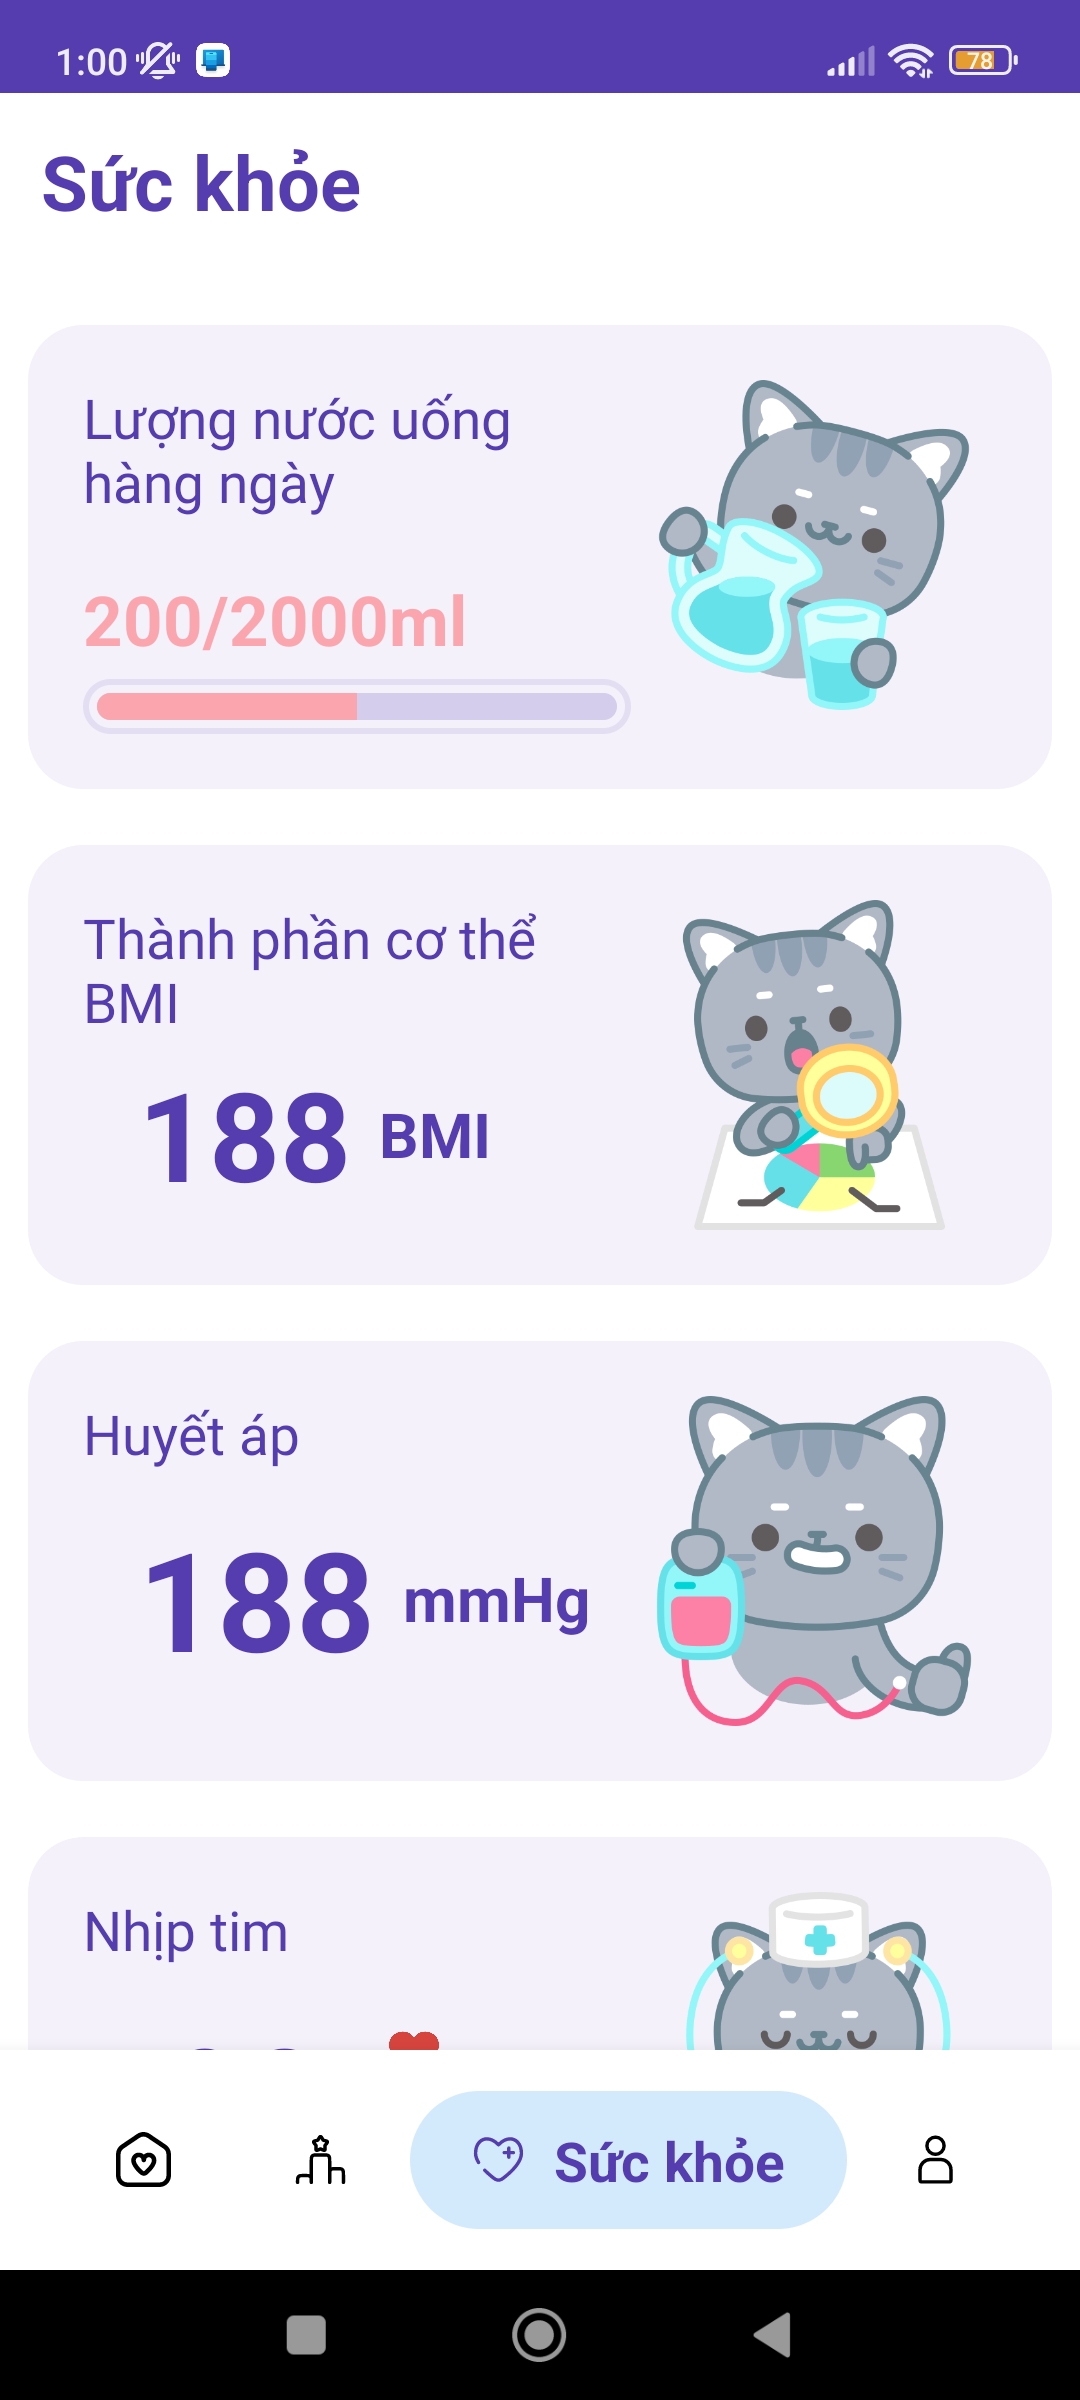 1:00
78
Sức khỏe
Lượng nước uống
hàng ngày
200/2000ml
Thành phần cơ thể
BMI
188 BMI
Huyết áp
188 mmHg
Nhịp tim
Sức khỏe